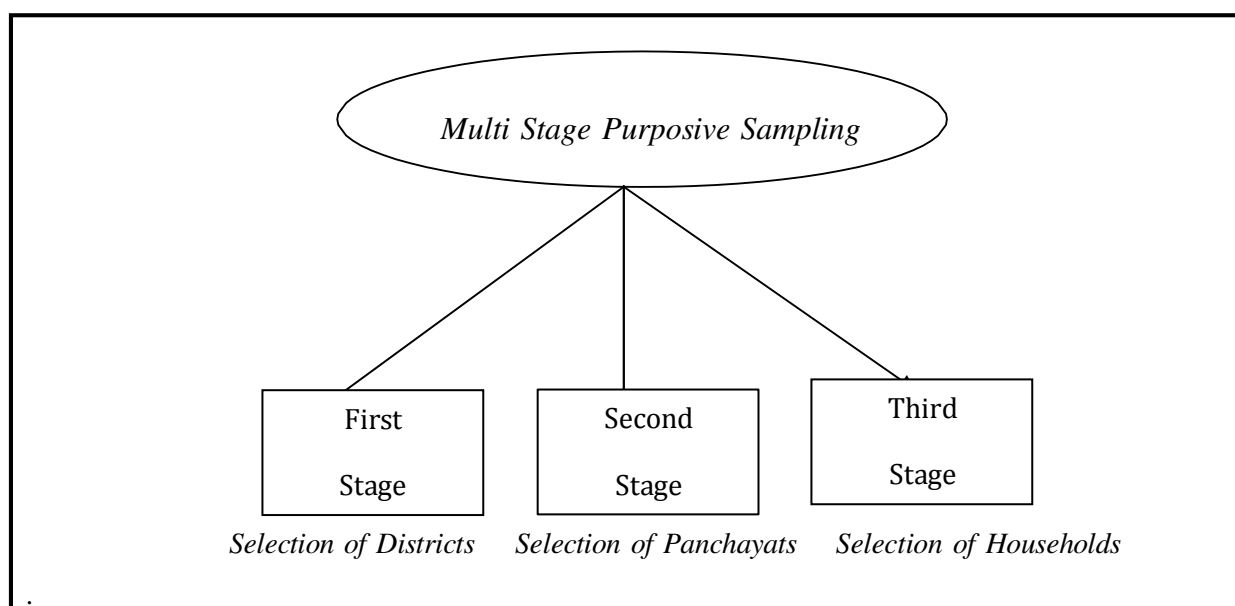 Multi Stage Purposive Sampling
First
Stage
Second
Stage
Third
Stage
Selection of Districts
Selection of Panchayats
Selection of Households
.